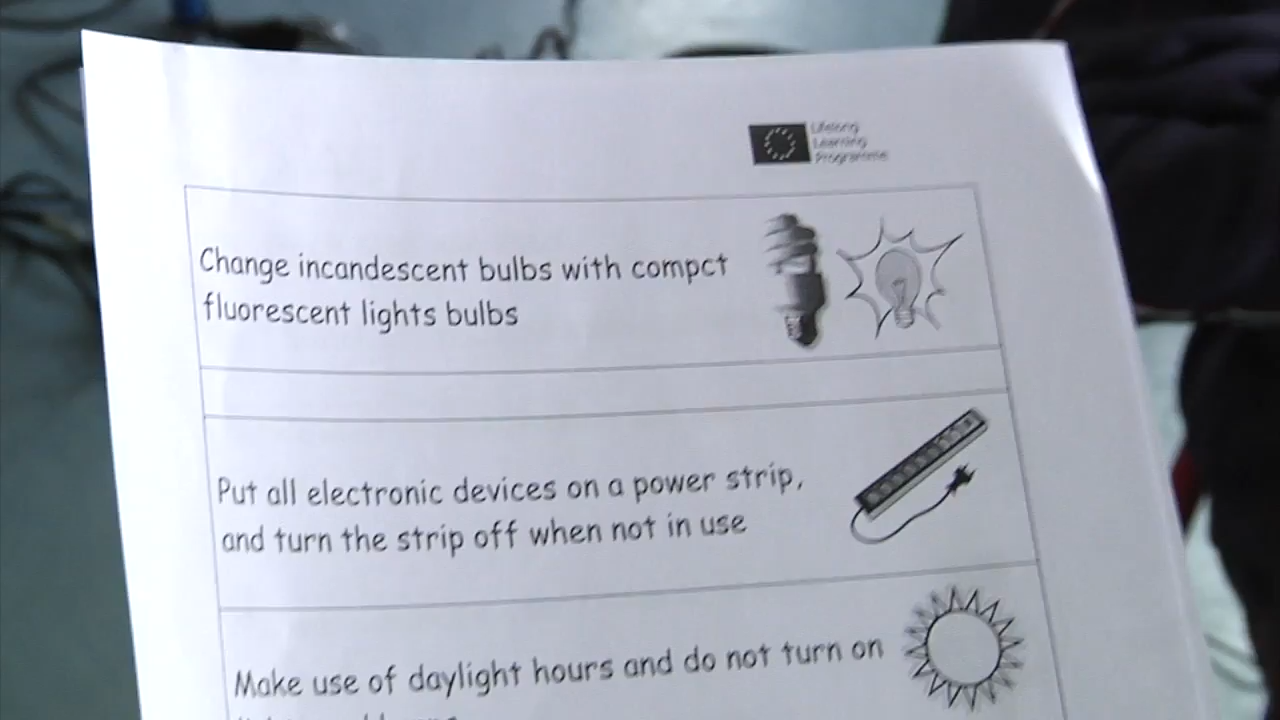 Lifelong
Learning
Programme
Change incandescent bulbs with compct
fluorescent lights bulbs
Put all electronic devices on a power strip,
and turn the strip off when not in use
Make use of daylight hours and do not turn on